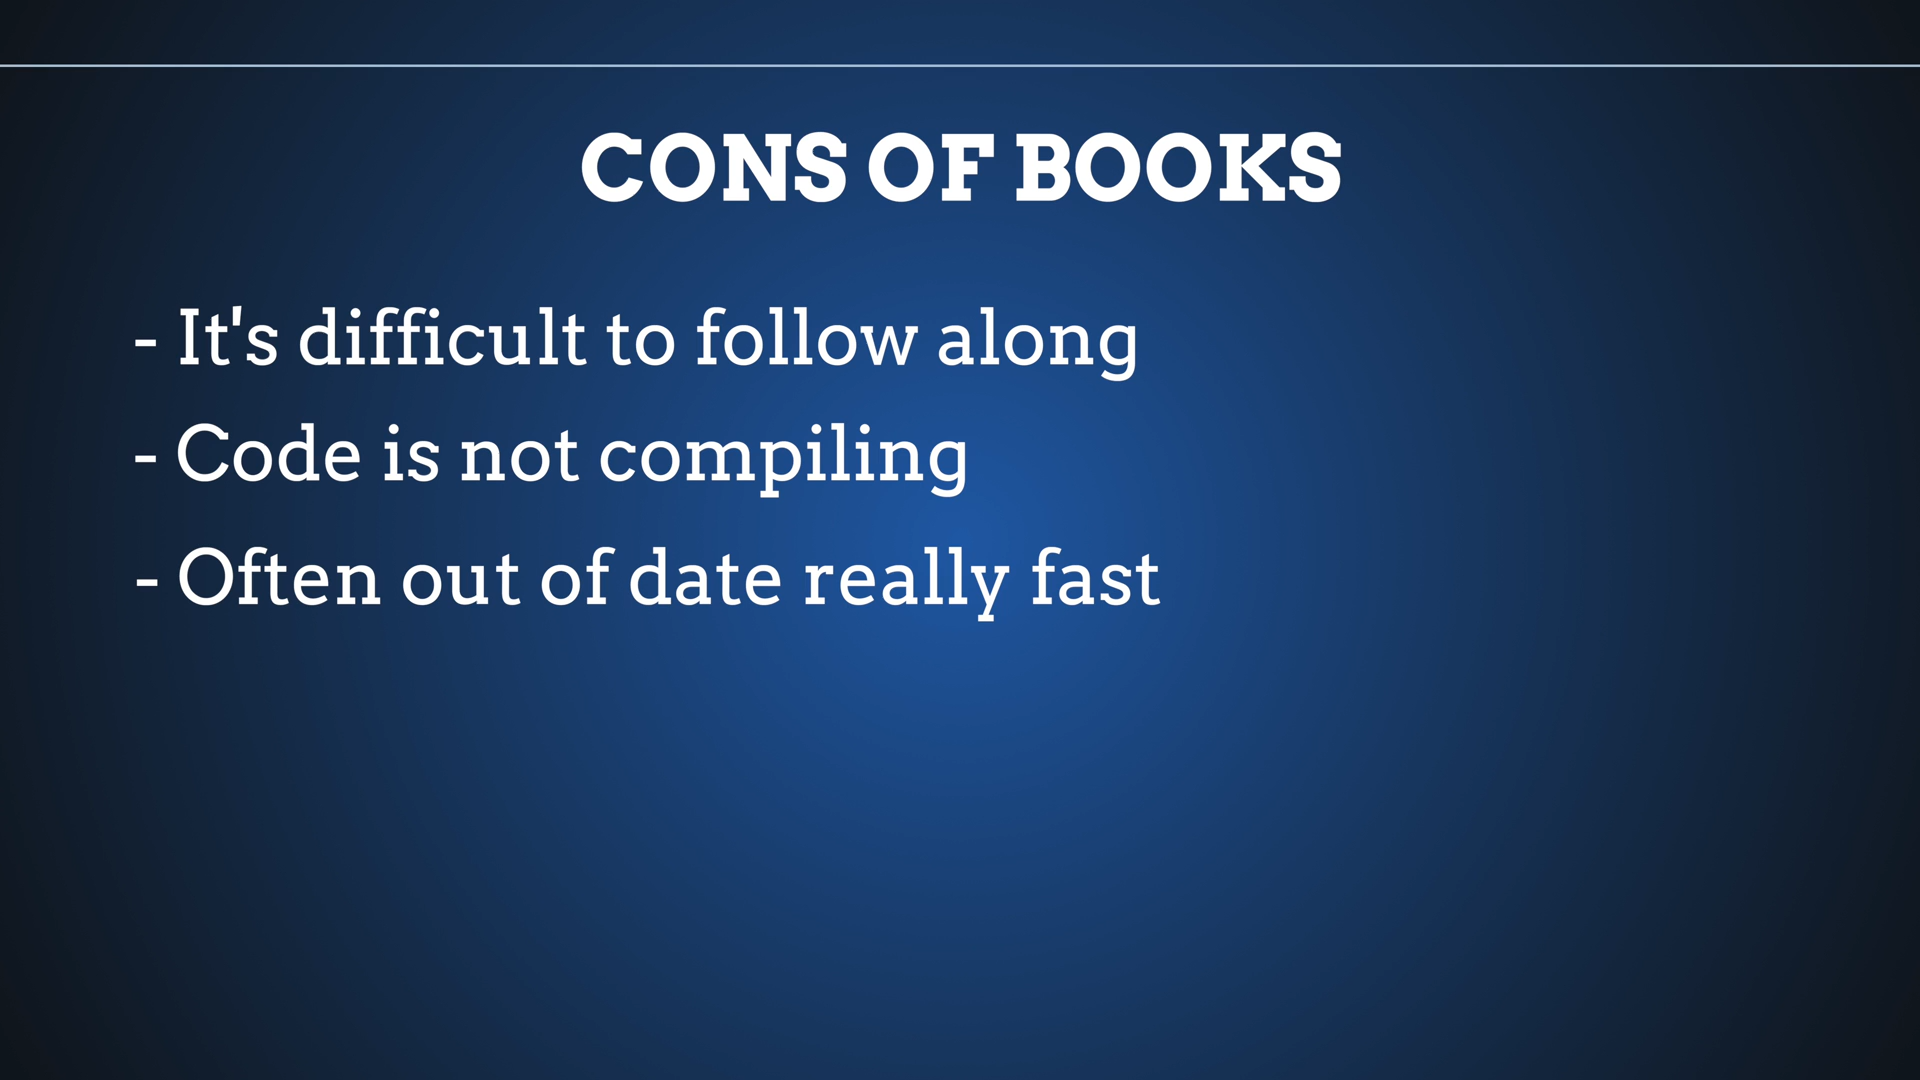 CONS OF BOOKS
- It's difficult to follow along
- Code is not compiling
- Often out of date really fast